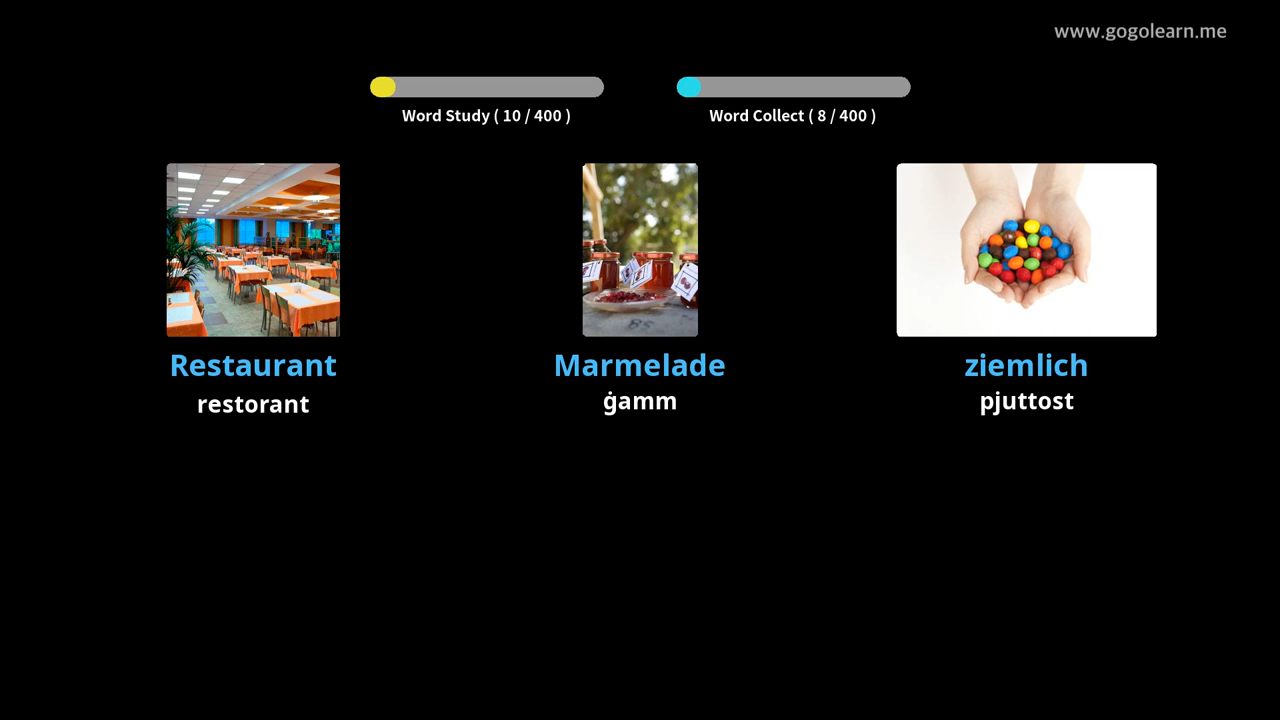 www.gogolearn.me
Word Study ( 10 / 400 )
Word Collect ( 8 / 400 )
Restaurant
restorant
Marmelade
ġamm
ziemlich
pjuttost